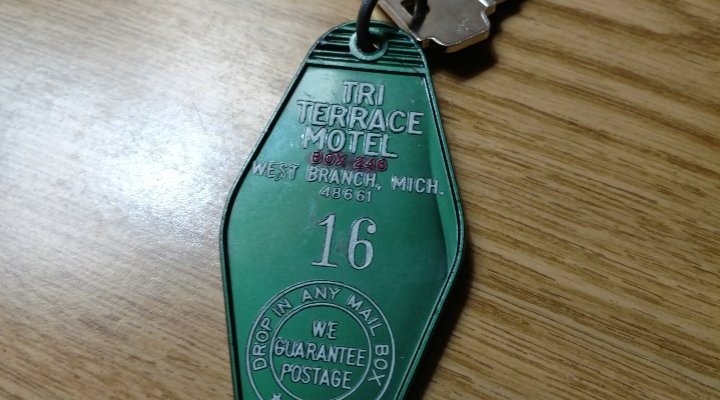 TRI
TERRACE
MOTEL
BOX 246
WEST BRANCH, MICH.
48661
16
DROP IN ANY MAIL BOX
WE
GUARANTEE
POSTAGE